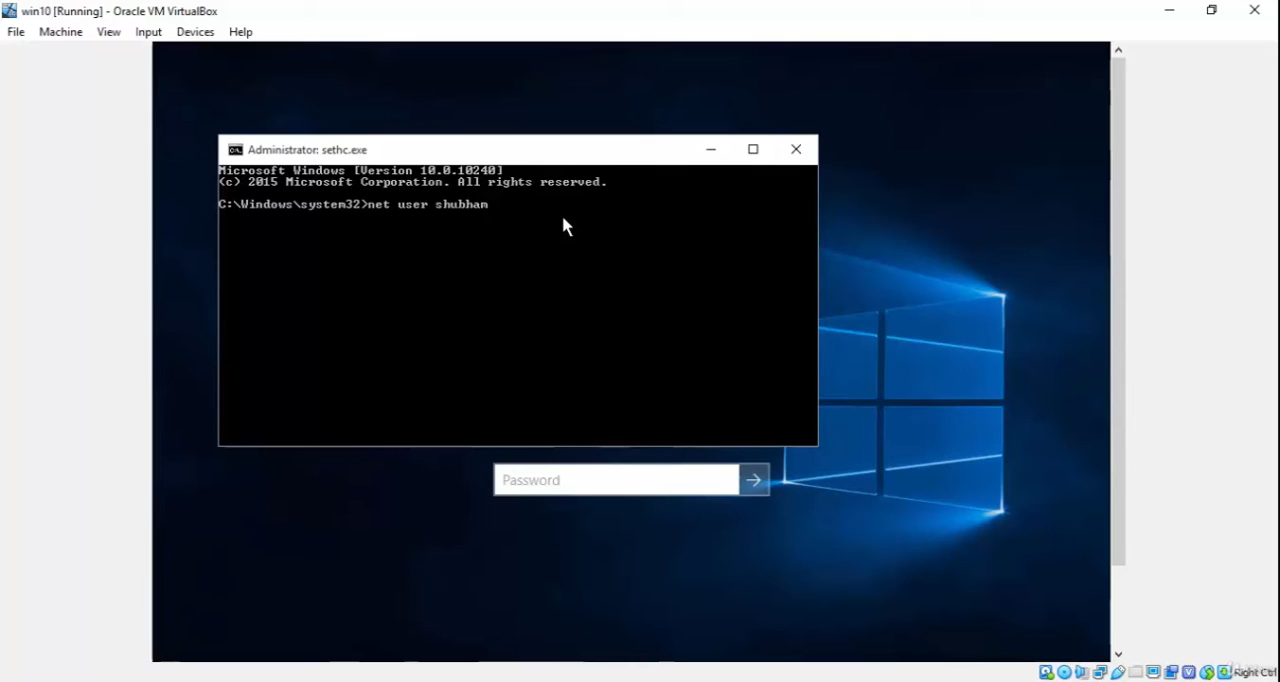 win10 [Running] - Oracle VM VirtualBox
File Machine View Input Devices Help
Administrator: sethc.exe
Microsoft Windows [Version 10.0.10240]
(c) 2015 Microsoft Corporation. All rights reserved.
C:\Windows\system32>net user shubham
Password
Right Ctrl